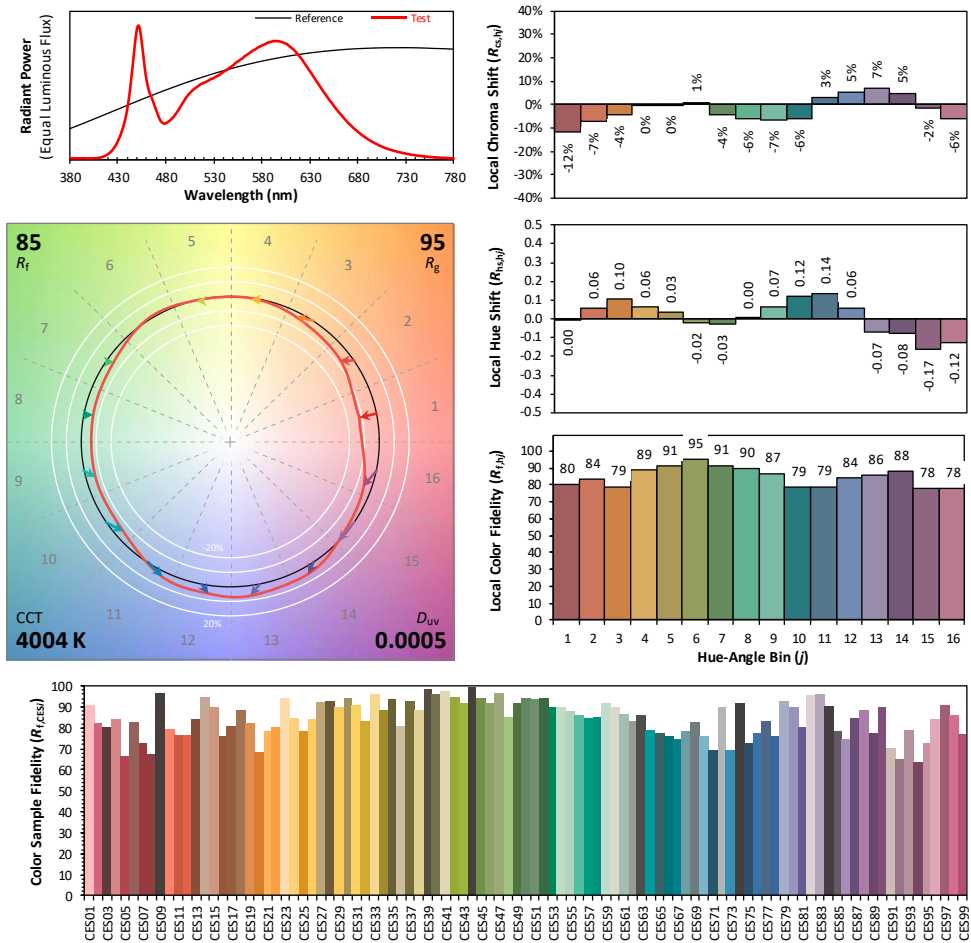 Reference
Test
Radiant Power
(Equal Luminous Flux)
380 430 480 530 580 630 680 730 780
Wavelength (nm)
Local Chroma Shift (Rcs,hj)
40%
30%
20%
10%
0%
-10%
-20%
-30%
-40%
-12%
-7%
-4%
0%
0%
1%
-4%
-6%
-7%
-6%
3%
5%
7%
5%
-2%
-6%
85
Rf
95
Rg
1
2
3
4
5
6
7
8
9
10
11
12
13
14
15
16
-20%
20%
CCT
4004 K
Duv
0.0005
Local Hue Shift (Rhs,hj)
0.5
0.4
0.3
0.2
0.1
0.0
-0.1
-0.2
-0.3
-0.4
-0.5
0.00
0.06
0.10
0.06
0.03
-0.02
-0.03
0.00
0.07
0.12
0.14
0.06
-0.07
-0.08
-0.17
-0.12
Local Color Fidelity (Rf,hj)
100
90
80
70
60
50
40
30
20
10
0
80 84 79 89 91 95 91 90 87 79 79 84 86 88 78 78
1 2 3 4 5 6 7 8 9 10 11 12 13 14 15 16
Hue-Angle Bin (j)
Color Sample Fidelity (Rf,CESi)
100
90
80
70
60
50
40
30
20
10
0
CES01
CES03
CES05
CES07
CES09
CES11
CES13
CES15
CES17
CES19
CES21
CES23
CES25
CES27
CES29
CES31
CES33
CES35
CES37
CES39
CES41
CES43
CES45
CES47
CES49
CES51
CES53
CES55
CES57
CES59
CES61
CES63
CES65
CES67
CES69
CES71
CES73
CES75
CES77
CES79
CES81
CES83
CES85
CES87
CES89
CES91
CES93
CES95
CES97
CES99